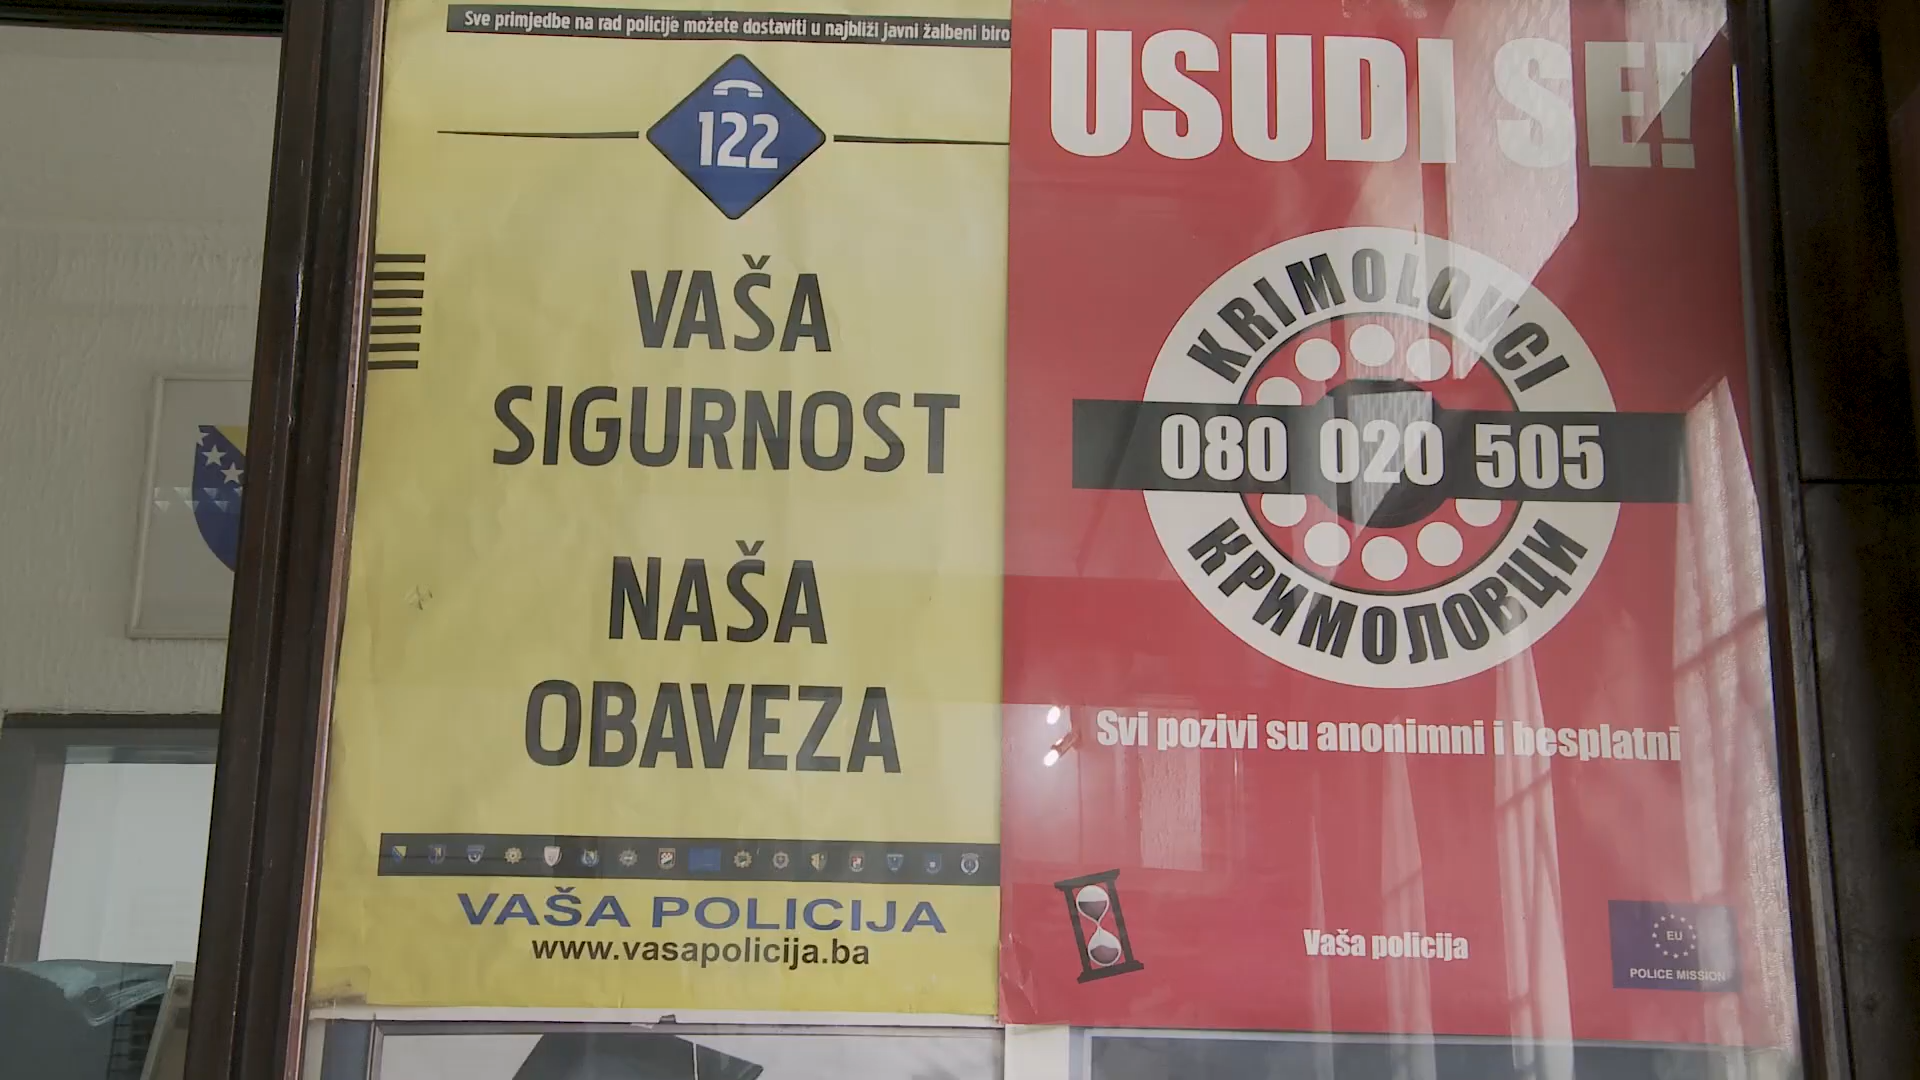 Sve primjedbe na rad policije možete dostaviti u najbliži javni žalbeni biro
122
VAŠA
SIGURNOST
NAŠA
OBAVEZA
VAŠA POLICIJA
www.vasapolicija.ba
USUDI SE!
KRIMOLOVCI
080 020 505
КРИМОЛОВЦИ
Svi pozivi su anonimni i besplatni
Vaša policija
EU
POLICE MISSION